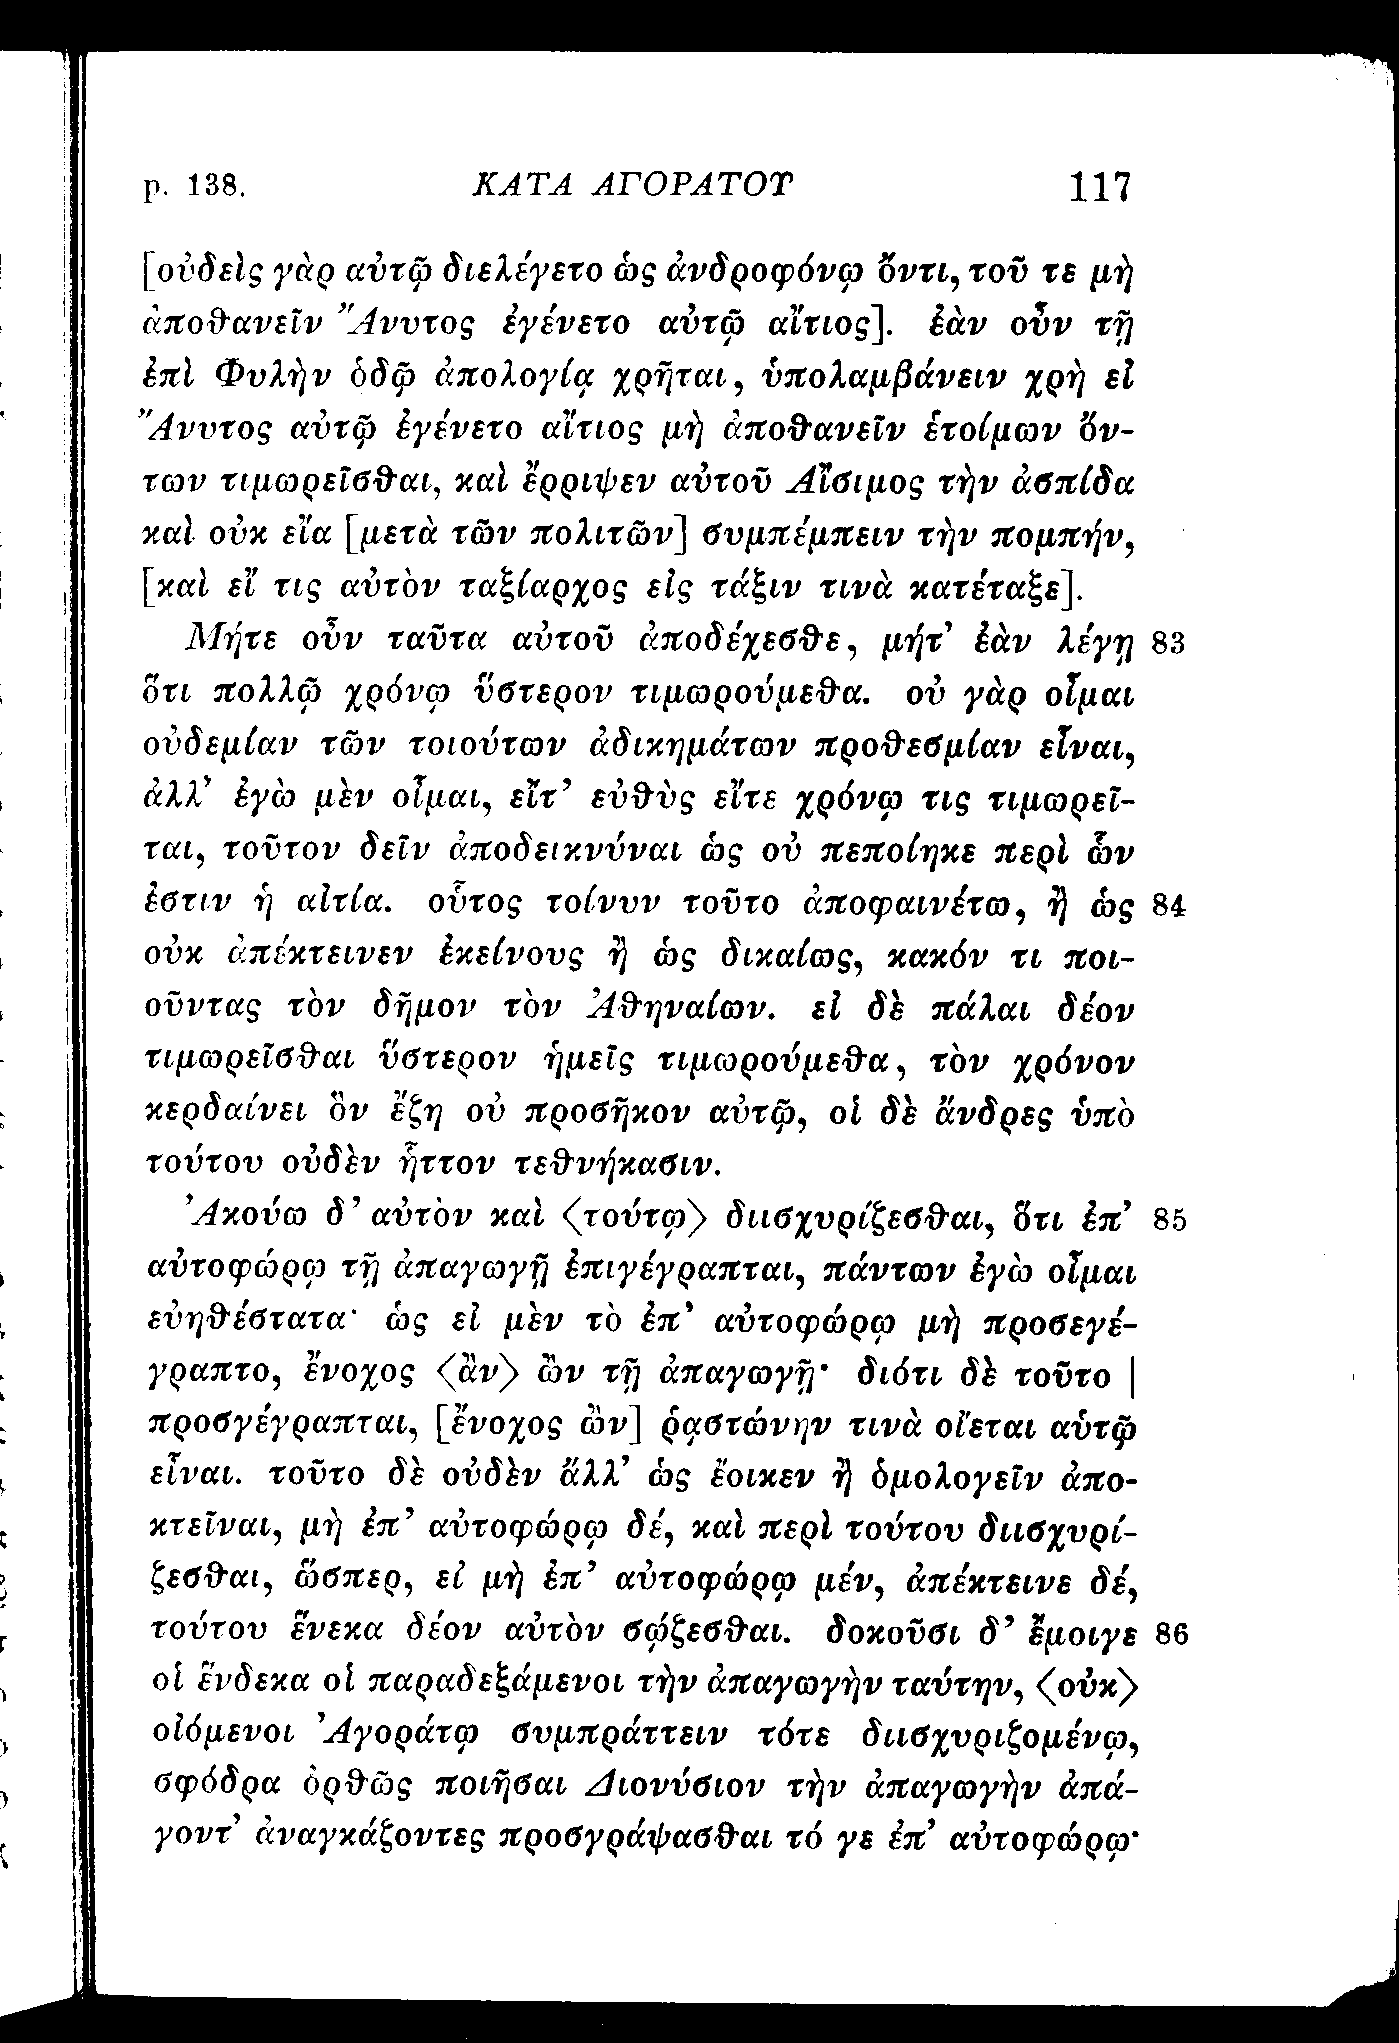 p. 138. ΚΑΤΑ ΑΓΟΡΑΤΟΥ 117
[οὐδεὶς γὰρ αὐτῷ διελέγετο ὡς ἀνδροφόνῳ ὄντι, τοῦ τε μὴ
ἀποϑανεῖν Ἄνυτος ἐγένετο αὐτῷ αἴτιος]. ἐὰν οὖν τῇ
ἐπὶ Φυλὴν ὁδῷ ἀπολογίᾳ χρῆται, ὑπολαμβάνειν χρὴ εἰ
Ἄνυτος αὐτῷ ἐγένετο αἴτιος μὴ ἀποϑανεῖν ἑτοίμων ὄν-
των τιμωρεῖσϑαι, καὶ ἔρριψεν αὐτοῦ Αἴσιμος τὴν ἀσπίδα
καὶ οὐκ εἴα [μετὰ τῶν πολιτῶν] συμπέμπειν τὴν πομπήν,
[καὶ εἴ τις αὐτὸν ταξίαρχος εἰς τάξιν τινὰ κατέταξε].
Μήτε οὖν ταῦτα αὐτοῦ ἀποδέχεσϑε, μήτ’ ἐὰν λέγῃ 83
ὅτι πολλῷ χρόνῳ ὕστερον τιμωρούμεϑα. οὐ γὰρ οἶμαι
οὐδεμίαν τῶν τοιούτων ἀδικημάτων προϑεσμίαν εἶναι,
ἀλλ’ ἐγὼ μὲν οἶμαι, εἴτ’ εὐϑὺς εἴτε χρόνῳ τις τιμωρεῖ-
ται, τοῦτον δεῖν ἀποδεικνύναι ὡς οὐ πεποίηκε περὶ ὧν
ἐστιν ἡ αἰτία. οὗτος τοίνυν τοῦτο ἀποφαινέτω, ἢ ὡς 84
οὐκ ἀπέκτεινεν ἐκείνους ἢ ὡς δικαίως, κακόν τι ποι-
οῦντας τὸν δῆμον τὸν Ἀϑηναίων. εἰ δὲ πάλαι δέον
τιμωρεῖσϑαι ὕστερον ἡμεῖς τιμωρούμεϑα, τὸν χρόνον
κερδαίνει ὃν ἔζη οὐ προσῆκον αὐτῷ, οἱ δὲ ἄνδρες ὑπὸ
τούτου οὐδὲν ἧττον τεϑνήκασιν.
Ἀκούω δ’ αὐτὸν καὶ ⟨τούτῳ⟩ διισχυρίζεσϑαι, ὅτι ἐπ’ 85
αὐτοφώρῳ τῇ ἀπαγωγῇ ἐπιγέγραπται, πάντων ἐγὼ οἶμαι
εὐηϑέστατα· ὡς εἰ μὲν τὸ ἐπ’ αὐτοφώρῳ μὴ προσεγέ-
γραπτο, ἔνοχος ⟨ἂν⟩ ὢν τῇ ἀπαγωγῇ· διότι δὲ τοῦτο |
προσγέγραπται, [ἔνοχος ὢν] ῥᾳστώνην τινὰ οἴεται αὑτῷ
εἶναι. τοῦτο δὲ οὐδὲν ἄλλ’ ὡς ἔοικεν ἢ ὁμολογεῖν ἀπο-
κτεῖναι, μὴ ἐπ’ αὐτοφώρῳ δέ, καὶ περὶ τούτου διισχυρί-
ζεσϑαι, ὥσπερ, εἰ μὴ ἐπ’ αὐτοφώρῳ μέν, ἀπέκτεινε δέ,
τούτου ἕνεκα δέον αὐτὸν σῴζεσϑαι. δοκοῦσι δ’ ἔμοιγε 86
οἱ ἕνδεκα οἱ παραδεξάμενοι τὴν ἀπαγωγὴν ταύτην, ⟨οὐκ⟩
οἰόμενοι Ἀγοράτῳ συμπράττειν τότε διισχυριζομένῳ,
σφόδρα ὀρϑῶς ποιῆσαι Διονύσιον τὴν ἀπαγωγὴν ἀπά-
γοντ’ ἀναγκάζοντες προσγράψασϑαι τό γε ἐπ’ αὐτοφώρῳ·